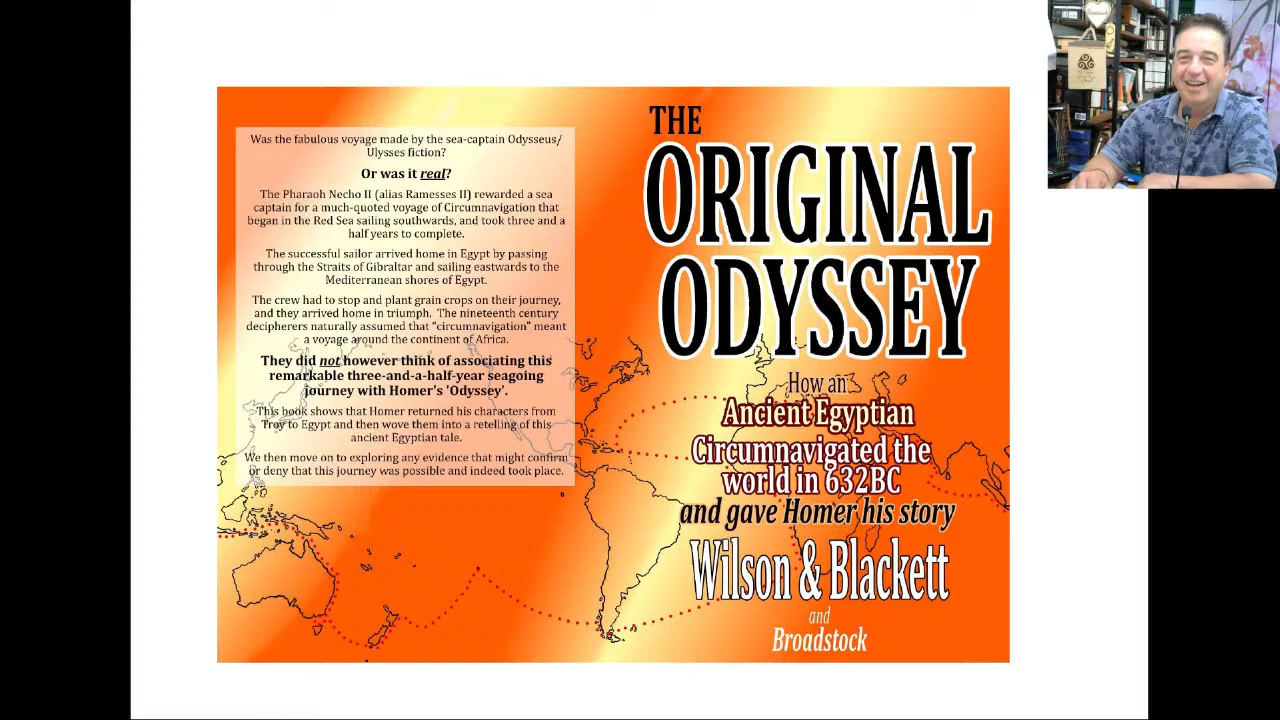 Was the fabulous voyage made by the sea-captain Odysseus/
Ulysses fiction?
Or was it real?
The Pharaoh Necho II (alias Ramesses II) rewarded a sea
captain for a much-quoted voyage of Circumnavigation that
began in the Red Sea sailing southwards, and took three and a
half years to complete.
The successful sailor arrived home in Egypt by passing
through the Straits of Gibraltar and sailing eastwards to the
Mediterranean shores of Egypt.
The crew had to stop and plant grain crops on their journey,
and they arrived home in triumph. The nineteenth century
decipherers naturally assumed that “circumnavigation” meant
a voyage around the continent of Africa.
They did not however think of associating this
remarkable three-and-a-half-year seagoing
journey with Homer's 'Odyssey'.
This book shows that Homer returned his characters from
Troy to Egypt and then wove them into a retelling of this
ancient Egyptian tale.
We then move on to exploring any evidence that might confirm
or deny that this journey was possible and indeed took place.
THE
ORIGINAL
ODYSSEY
How an
Ancient Egyptian
Circumnavigated the
world in 632BC
and gave Homer his story
Wilson & Blackett
and
Broadstock